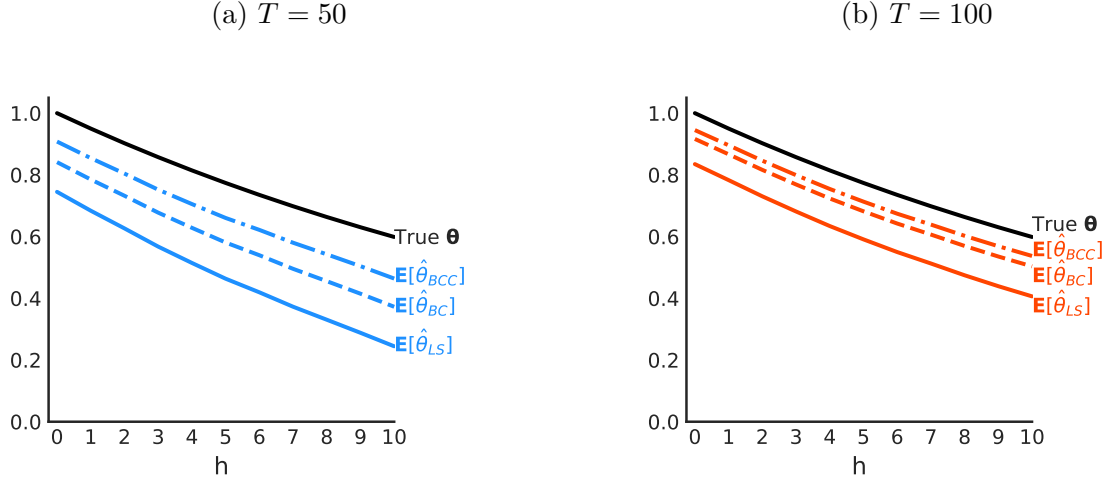 (a) T = 50
1.0
0.8
0.6
0.4
0.2
0.0
0 1 2 3 4 5 6 7 8 9 10
h
True θ
E[θ̂_BCC]
E[θ̂_BC]
E[θ̂_LS]
(b) T = 100
1.0
0.8
0.6
0.4
0.2
0.0
0 1 2 3 4 5 6 7 8 9 10
h
True θ
E[θ̂_BCC]
E[θ̂_BC]
E[θ̂_LS]